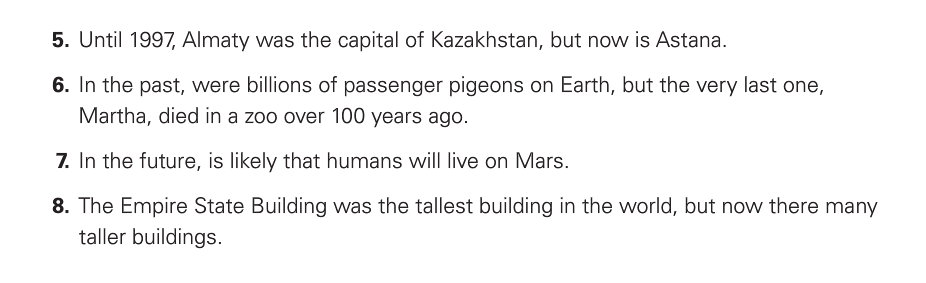 5. Until 1997, Almaty was the capital of Kazakhstan, but now is Astana.
6. In the past, were billions of passenger pigeons on Earth, but the very last one,
Martha, died in a zoo over 100 years ago.
7. In the future, is likely that humans will live on Mars.
8. The Empire State Building was the tallest building in the world, but now there many
taller buildings.